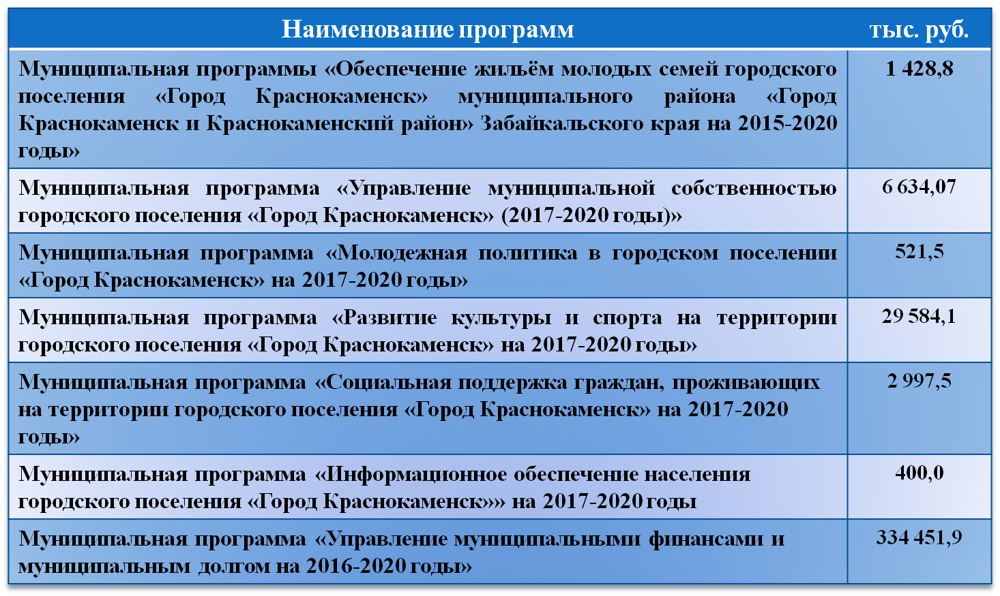 Наименование программ тыс. руб.
Муниципальная программы «Обеспечение жильём молодых семей городского 1 428,8
поселения «Город Краснокаменск» муниципального района «Город
Краснокаменск и Краснокаменский район» Забайкальского края на 2015-2020
годы»
Муниципальная программа «Управление муниципальной собственностью 6 634,07
городского поселения «Город Краснокаменск» (2017-2020 годы)»
Муниципальная программа «Молодежная политика в городском поселении 521,5
«Город Краснокаменск» на 2017-2020 годы»
Муниципальная программа «Развитие культуры и спорта на территории 29 584,1
городского поселения «Город Краснокаменск» на 2017-2020 годы»
Муниципальная программа «Социальная поддержка граждан, проживающих 2 997,5
на территории городского поселения «Город Краснокаменск» на 2017-2020
годы»
Муниципальная программа «Информационное обеспечение населения 400,0
городского поселения «Город Краснокаменск»» на 2017-2020 годы
Муниципальная программа «Управление муниципальными финансами и 334 451,9
муниципальным долгом на 2016-2020 годы»